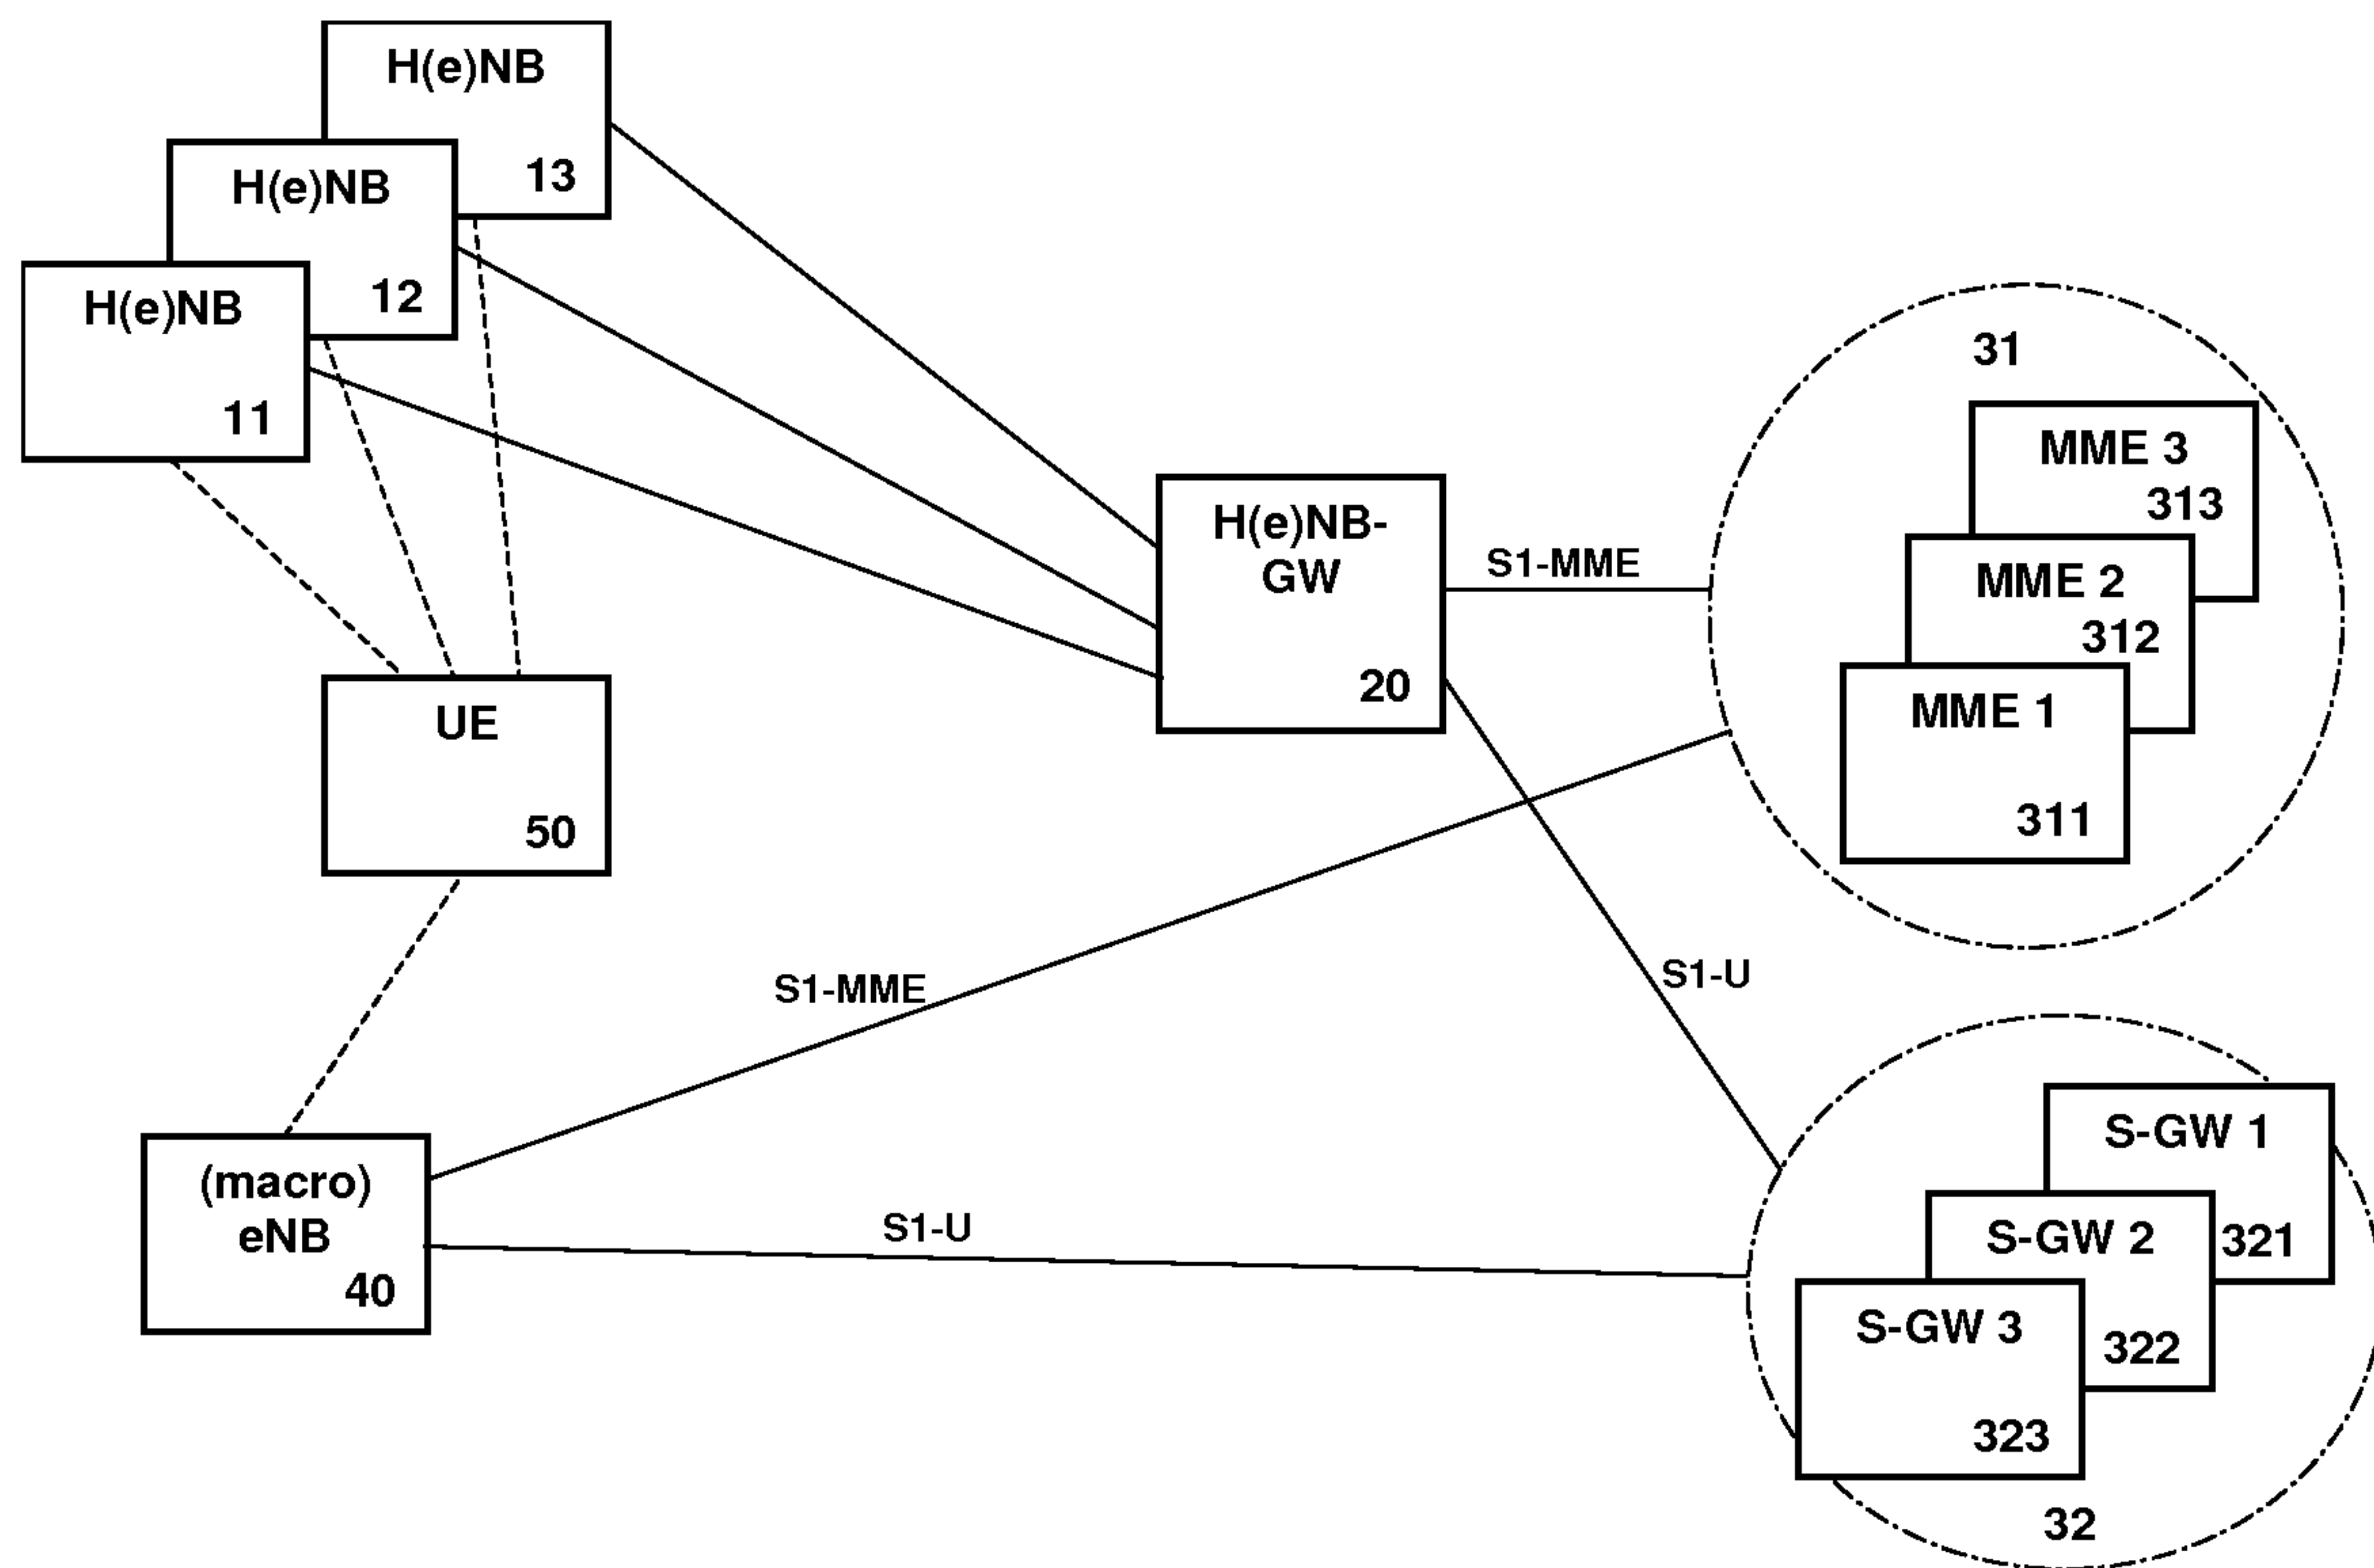 H(e)NB
13
H(e)NB
12
H(e)NB
11
31
MME 3
313
H(e)NB-
GW
20
S1-MME
MME 2
312
MME 1
311
UE
50
S1-MME
S1-U
(macro)
eNB
40
S1-U
S-GW 1
321
S-GW 2
322
S-GW 3
323
32